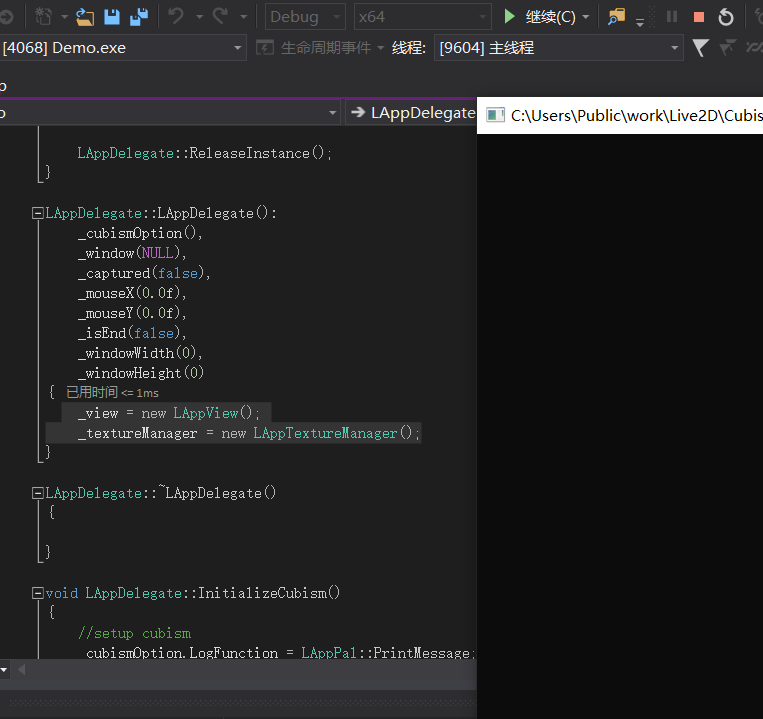 Debug x64 继续(C)
[4068] Demo.exe 生命周期事件 线程: [9604] 主线程
p
o LAppDelegate
C:\Users\Public\work\Live2D\Cubis
LAppDelegate::ReleaseInstance();
}
LAppDelegate::LAppDelegate():
_cubismOption(),
_window(NULL),
_captured(false),
_mouseX(0.0f),
_mouseY(0.0f),
_isEnd(false),
_windowWidth(0),
_windowHeight(0)
{ 已用时间 <= 1ms
_view = new LAppView();
_textureManager = new LAppTextureManager();
}
LAppDelegate::~LAppDelegate()
{
}
void LAppDelegate::InitializeCubism()
{
//setup cubism
_cubismOption.LogFunction = LAppPal::PrintMessage;